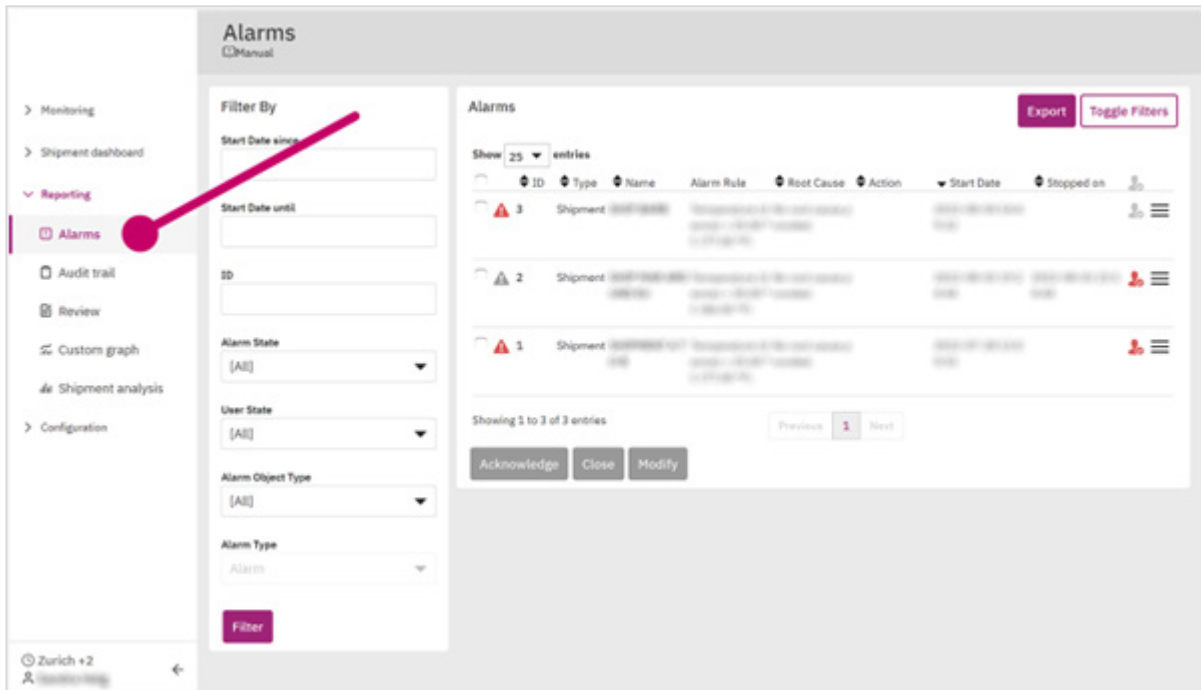 Alarms
Manual
Monitoring
Shipment dashboard
Reporting
Alarms
Audit trail
Review
Custom graph
Shipment analysis
Configuration
Zurich +2
Filter By
Start Date since
Start Date until
ID
Alarm State
[All]
User State
[All]
Alarm Object Type
[All]
Alarm Type
Alarm
Filter
Alarms
Export
Toggle Filters
Show 25 entries
ID Type Name Alarm Rule Root Cause Action Start Date Stopped on
3 Shipment
2 Shipment
1 Shipment
Showing 1 to 3 of 3 entries
Previous 1 Next
Acknowledge Close Modify